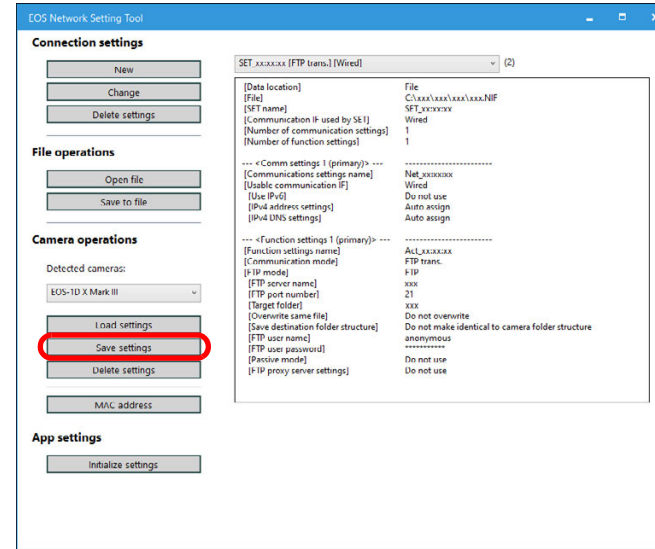 EOS Network Setting Tool
Connection settings
New
Change
Delete settings
File operations
Open file
Save to file
Camera operations
Detected cameras:
EOS-1D X Mark III
Load settings
Save settings
Delete settings
MAC address
App settings
Initialize settings
SET_xx:xx:xx [FTP trans.] [Wired] (2)
[Data location] File
[File] C:\xxx\xxx\xxx\xxx.NIF
[SET name] SET_xx:xx:xx
[Communication IF used by SET] Wired
[Number of communication settings] 1
[Number of function settings] 1
--- <Comm settings 1 (primary)> --- ------------------------
[Communications settings name] Net_xx:xx:xx
[Usable communication IF] Wired
[Use IPv6] Do not use
[IPv4 address settings] Auto assign
[IPv4 DNS settings] Auto assign
--- <Function settings 1 (primary)> --- ------------------------
[Function settings name] Act_xx:xx:xx
[Communication mode] FTP trans.
[FTP mode] FTP
[FTP server name] xxx
[FTP port number] 21
[Target folder] xxx
[Overwrite same file] Do not overwrite
[Save destination folder structure] Do not make identical to camera folder structure
[FTP user name] anonymous
[FTP user password] ***********
[Passive mode] Do not use
[FTP proxy server settings] Do not use